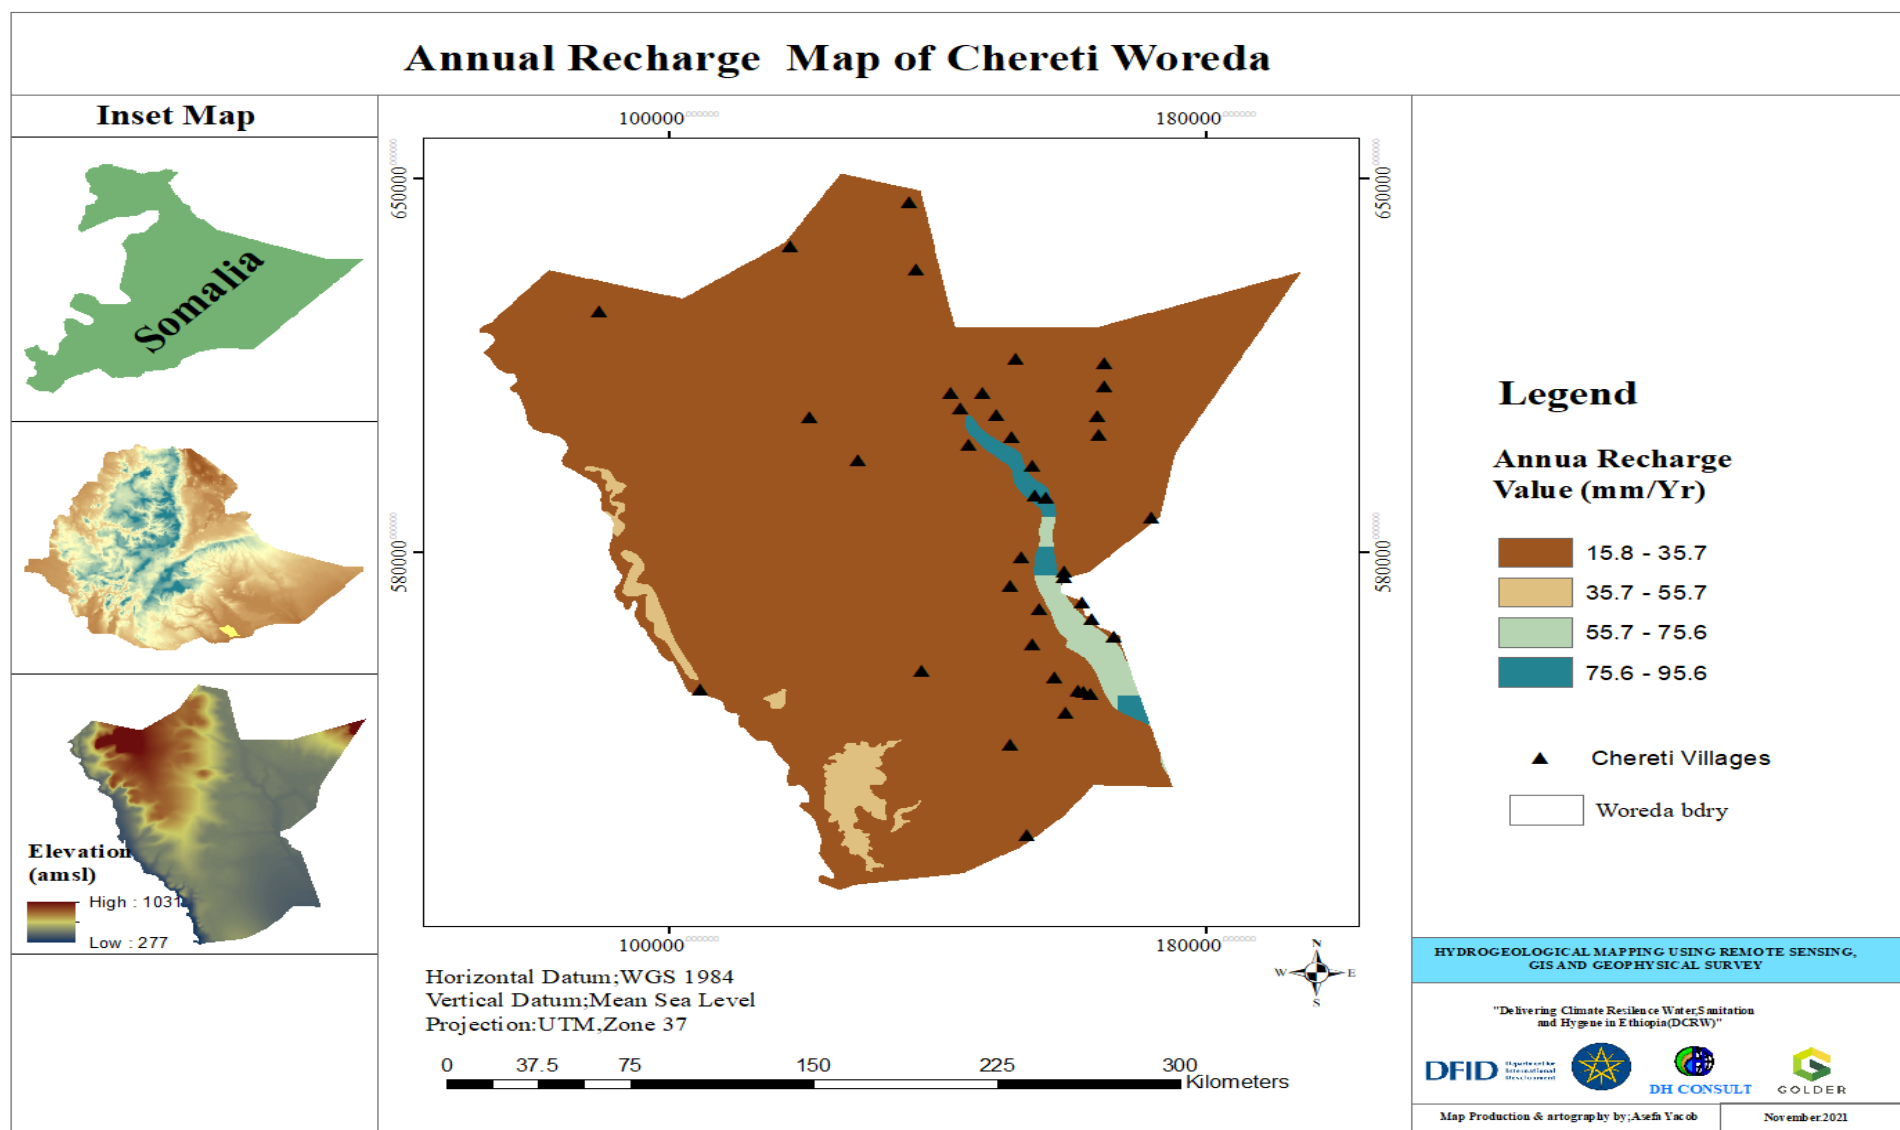 Annual Recharge Map of Chereti Woreda
Inset Map
Somalia
Elevation
(amsl)
High : 1031
Low : 277
100000
180000
650000
650000
580000
580000
100000
180000
Horizontal Datum;WGS 1984
Vertical Datum;Mean Sea Level
Projection:UTM,Zone 37
0 37.5 75 150 225 300
Kilometers
N
W E
S
Legend
Annua Recharge
Value (mm/Yr)
15.8 - 35.7
35.7 - 55.7
55.7 - 75.6
75.6 - 95.6
Chereti Villages
Woreda bdry
HYDROGEOLOGICAL MAPPING USING REMOTE SENSING,
GIS AND GEOPHYSICAL SURVEY
"Delivering Climate Resilence Water,Sanitation
and Hygene in Ethiopia(DCRW)"
DFID
Department for
International
Development
DH CONSULT
GOLDER
Map Production & artography by;Asefa Yacob
November.2021